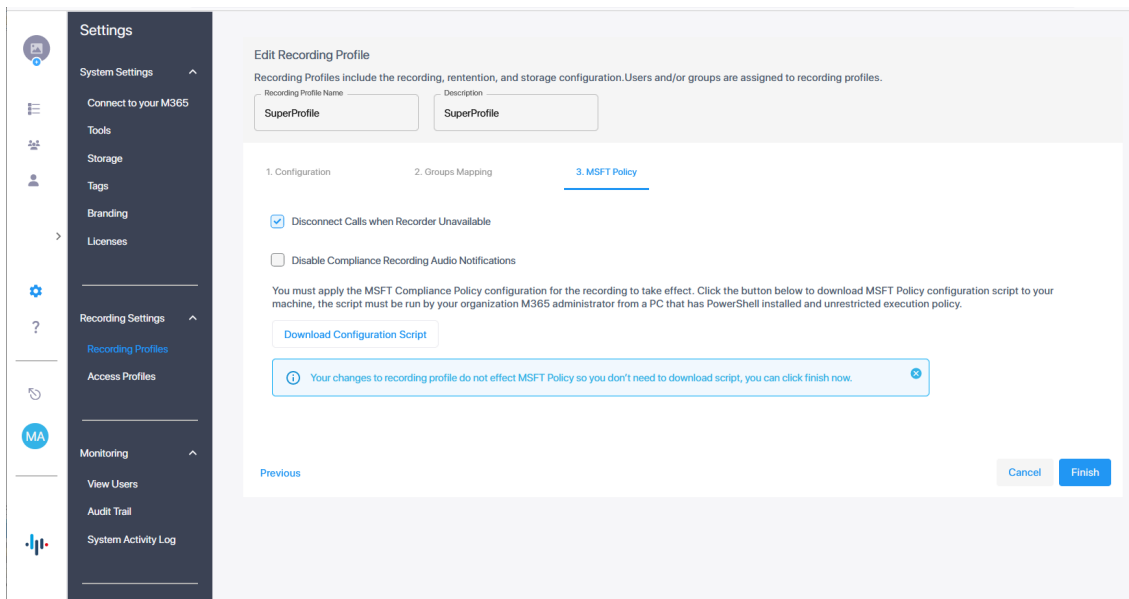 Settings
System Settings
Connect to your M365
Tools
Storage
Tags
Branding
Licenses
Recording Settings
Recording Profiles
Access Profiles
Monitoring
View Users
Audit Trail
System Activity Log
?
MA
Edit Recording Profile
Recording Profiles include the recording, rentention, and storage configuration.Users and/or groups are assigned to recording profiles.
Recording Profile Name
SuperProfile
Description
SuperProfile
1. Configuration
2. Groups Mapping
3. MSFT Policy
Disconnect Calls when Recorder Unavailable
Disable Compliance Recording Audio Notifications
You must apply the MSFT Compliance Policy configuration for the recording to take effect. Click the button below to download MSFT Policy configuration script to your
machine, the script must be run by your organization M365 administrator from a PC that has PowerShell installed and unrestricted execution policy.
Download Configuration Script
Your changes to recording profile do not effect MSFT Policy so you don't need to download script, you can click finish now.
Previous
Cancel
Finish